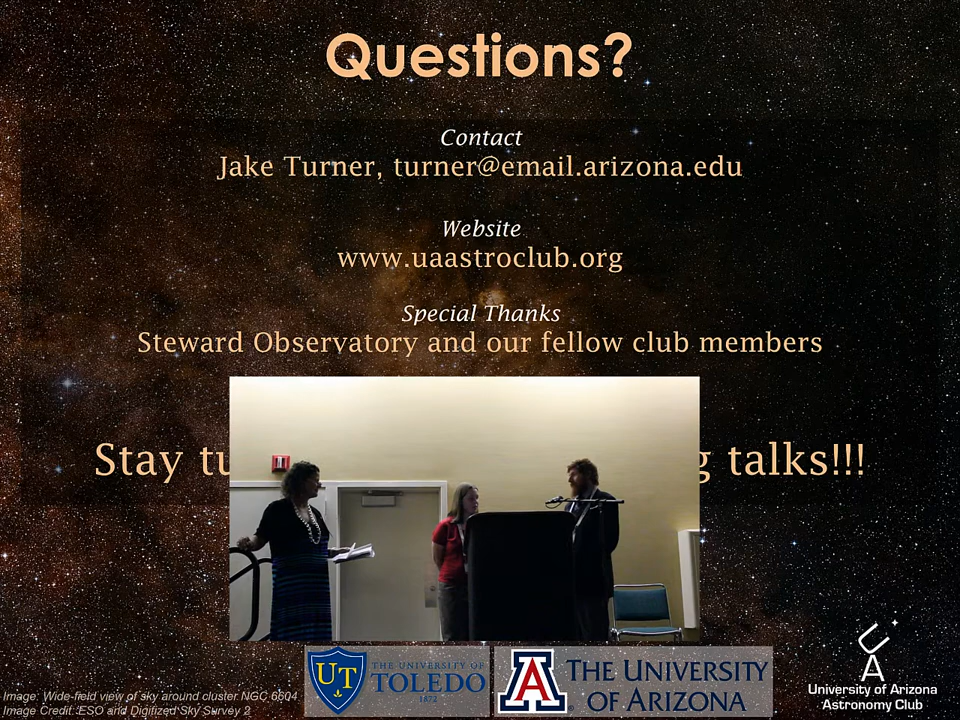 Questions?
Contact
Jake Turner, turner@email.arizona.edu
Website
www.uaastroclub.org
Special Thanks
Steward Observatory and our fellow club members
Stay talks!!!
THE UNIVERSITY OF
TOLEDO
1872
UT
A
THE UNIVERSITY
OF ARIZONA
University of Arizona
Astronomy Club
Image: Wide-field view of sky around cluster NGC 6604
Image Credit: ESO and Digitized Sky Survey 2